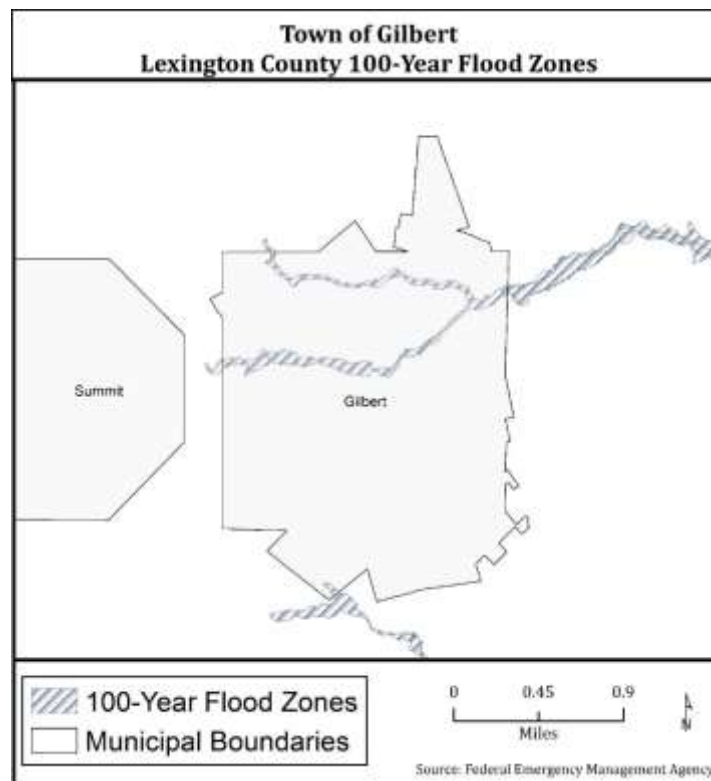 Town of Gilbert
Lexington County 100-Year Flood Zones
Summit
Gilbert
100-Year Flood Zones
Municipal Boundaries
0 0.45 0.9
Miles
N
Source: Federal Emergency Management Agency